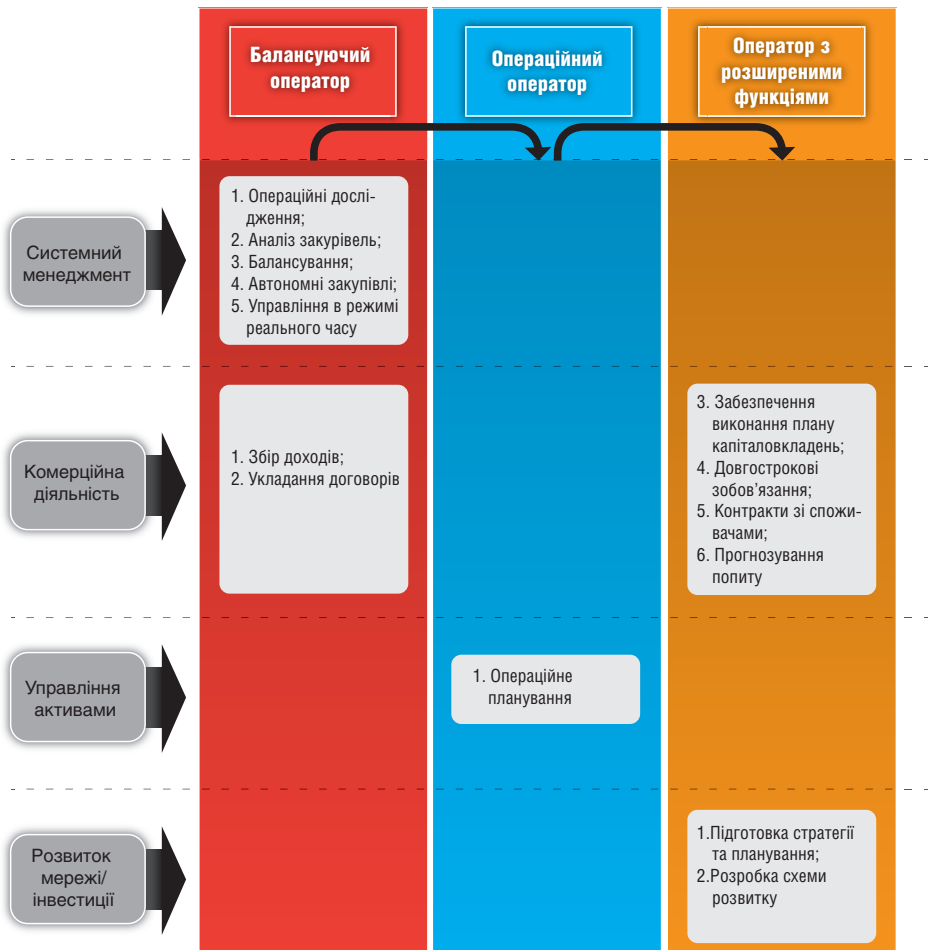 Балансуючий
оператор
Операційний
оператор
Оператор з
розширеними
функціями
Системний
менеджмент
1. Операційні дослі-
дження;
2. Аналіз закурівель;
3. Балансування;
4. Автономні закупівлі;
5. Управління в режимі
реального часу
Комерційна
діяльність
1. Збір доходів;
2. Укладання договорів
3. Забезпечення
виконання плану
капіталовкладень;
4. Довгострокові
зобов’язання;
5. Контракти зі спожи-
вачами;
6. Прогнозування
попиту
Управління
активами
1. Операційне
планування
Розвиток
мережі/
інвестиції
1.Підготовка стратегії
та планування;
2.Розробка схеми
розвитку